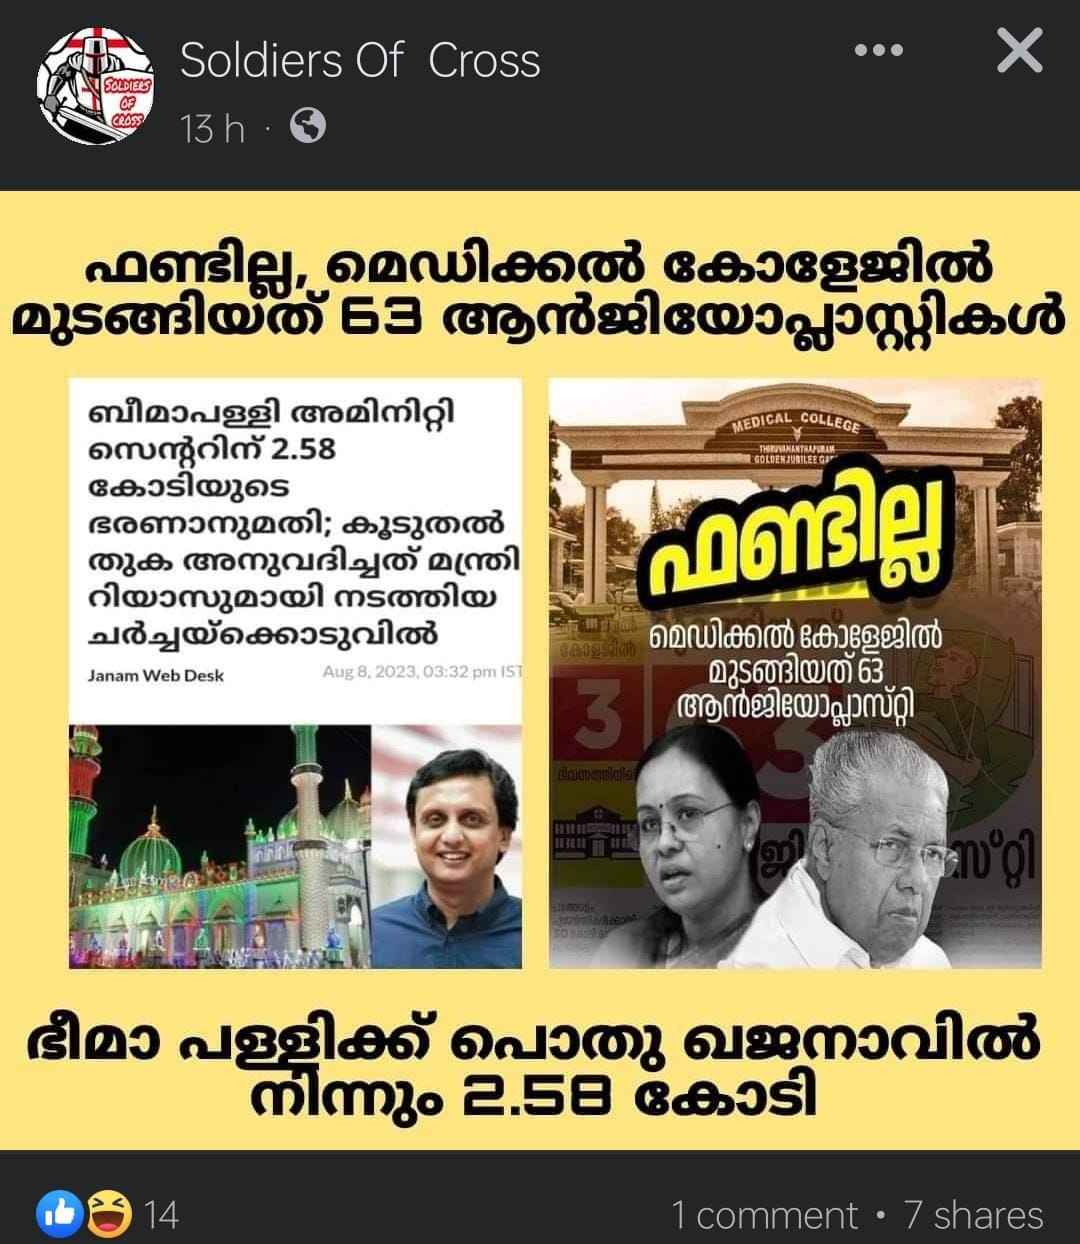 Soldiers Of Cross
SOLDIERS
OF
CROSS
13 h
ഫണ്ടില്ല, മെഡിക്കൽ കോളേജിൽ
മുടങ്ങിയത് 63 ആൻജിയോപ്ലാസ്റ്റികൾ
ബീമാപള്ളി അമിനിറ്റി
സെന്ററിന് 2.58
കോടിയുടെ
ഭരണാനുമതി; കൂടുതൽ
തുക അനുവദിച്ചത് മന്ത്രി
റിയാസുമായി നടത്തിയ
ചർച്ചയ്ക്കൊടുവിൽ
Janam Web Desk
Aug 8, 2023, 03:32 pm IST
MEDICAL COLLEGE
THIRUVANANTHAPURAM
GOLDEN JUBILEE GATE
ഫണ്ടില്ല
മെഡിക്കൽ കോളേജിൽ
മുടങ്ങിയത് 63
ആൻജിയോപ്ലാസ്റ്റി
ഭീമാ പള്ളിക്ക് പൊതു ഖജനാവിൽ
നിന്നും 2.58 കോടി
14
1 comment • 7 shares